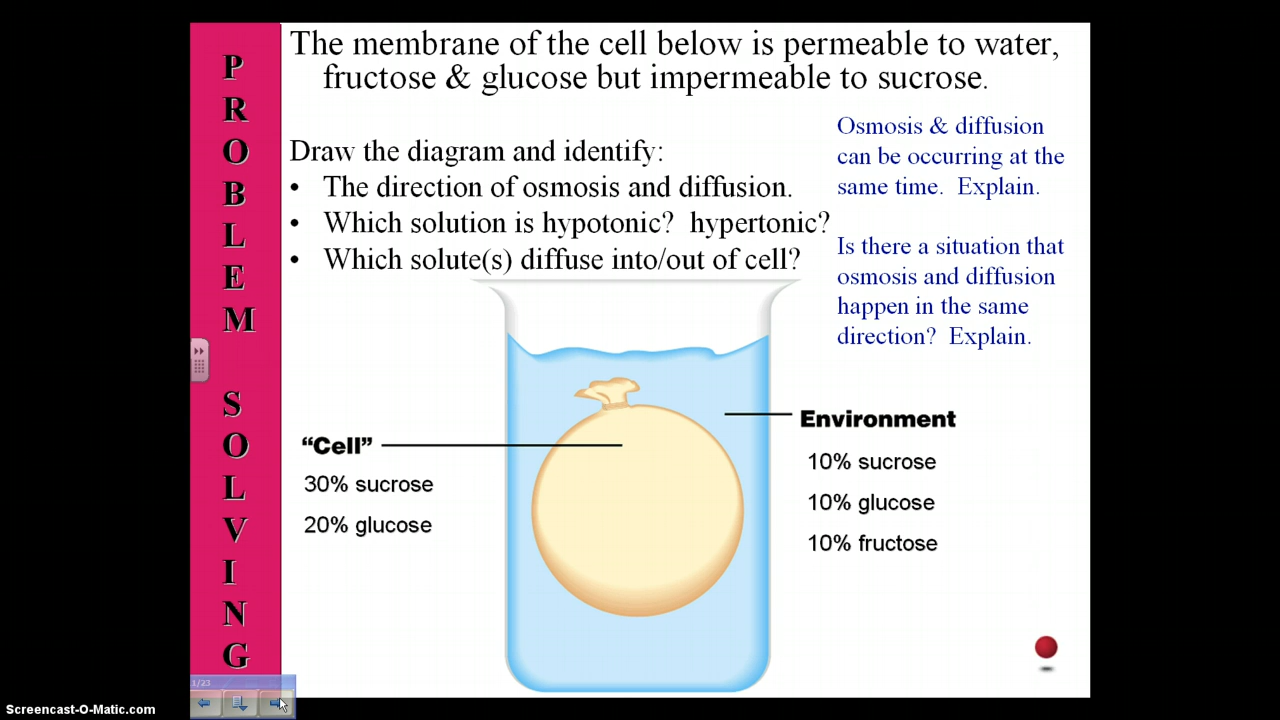 The membrane of the cell below is permeable to water,
fructose & glucose but impermeable to sucrose.
PROBLEM SOLVING
Draw the diagram and identify:
• The direction of osmosis and diffusion.
• Which solution is hypotonic? hypertonic?
• Which solute(s) diffuse into/out of cell?
Osmosis & diffusion
can be occurring at the
same time. Explain.
Is there a situation that
osmosis and diffusion
happen in the same
direction? Explain.
“Cell”
30% sucrose
20% glucose
Environment
10% sucrose
10% glucose
10% fructose
1/23
Screencast-O-Matic.com